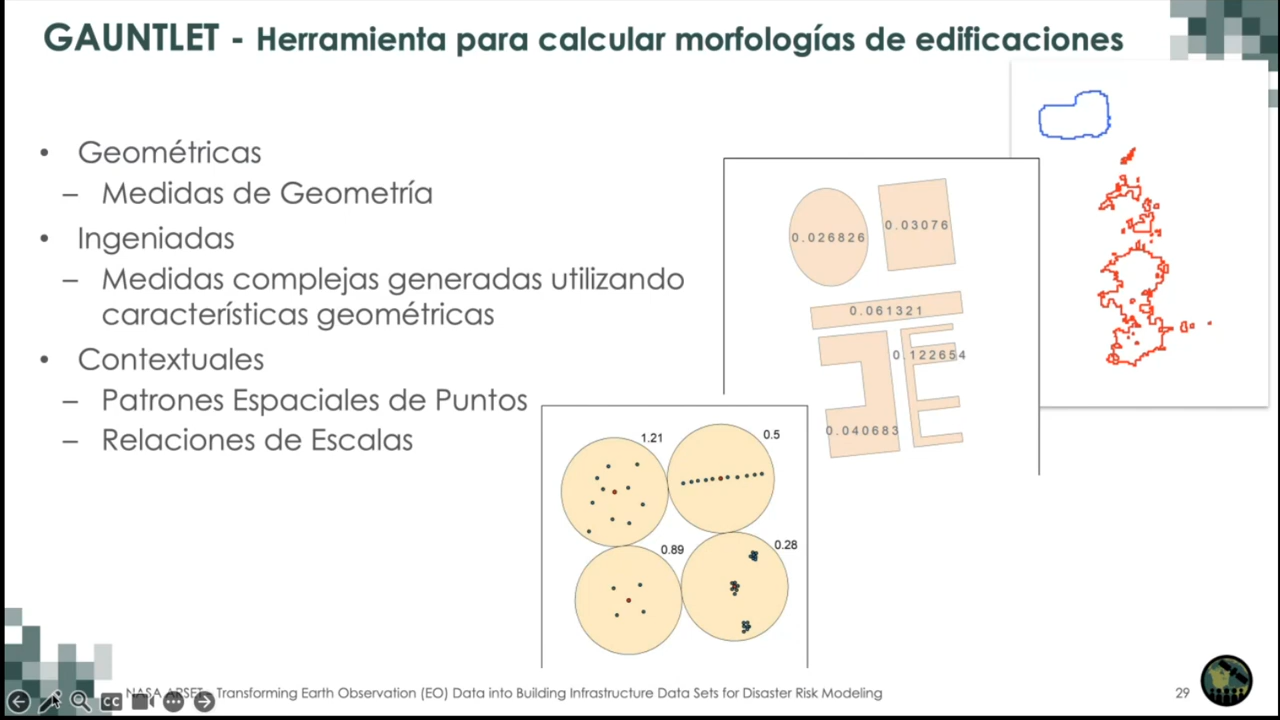 GAUNTLET - Herramienta para calcular morfologías de edificaciones
• Geométricas
– Medidas de Geometría
• Ingeniadas
– Medidas complejas generadas utilizando
características geométricas
• Contextuales
– Patrones Espaciales de Puntos
– Relaciones de Escalas
0.026826
0.03076
0.061321
0.122654
0.040683
1.21
0.5
0.89
0.28
NASA ARSET - Transforming Earth Observation (EO) Data into Building Infrastructure Data Sets for Disaster Risk Modeling
29
CC